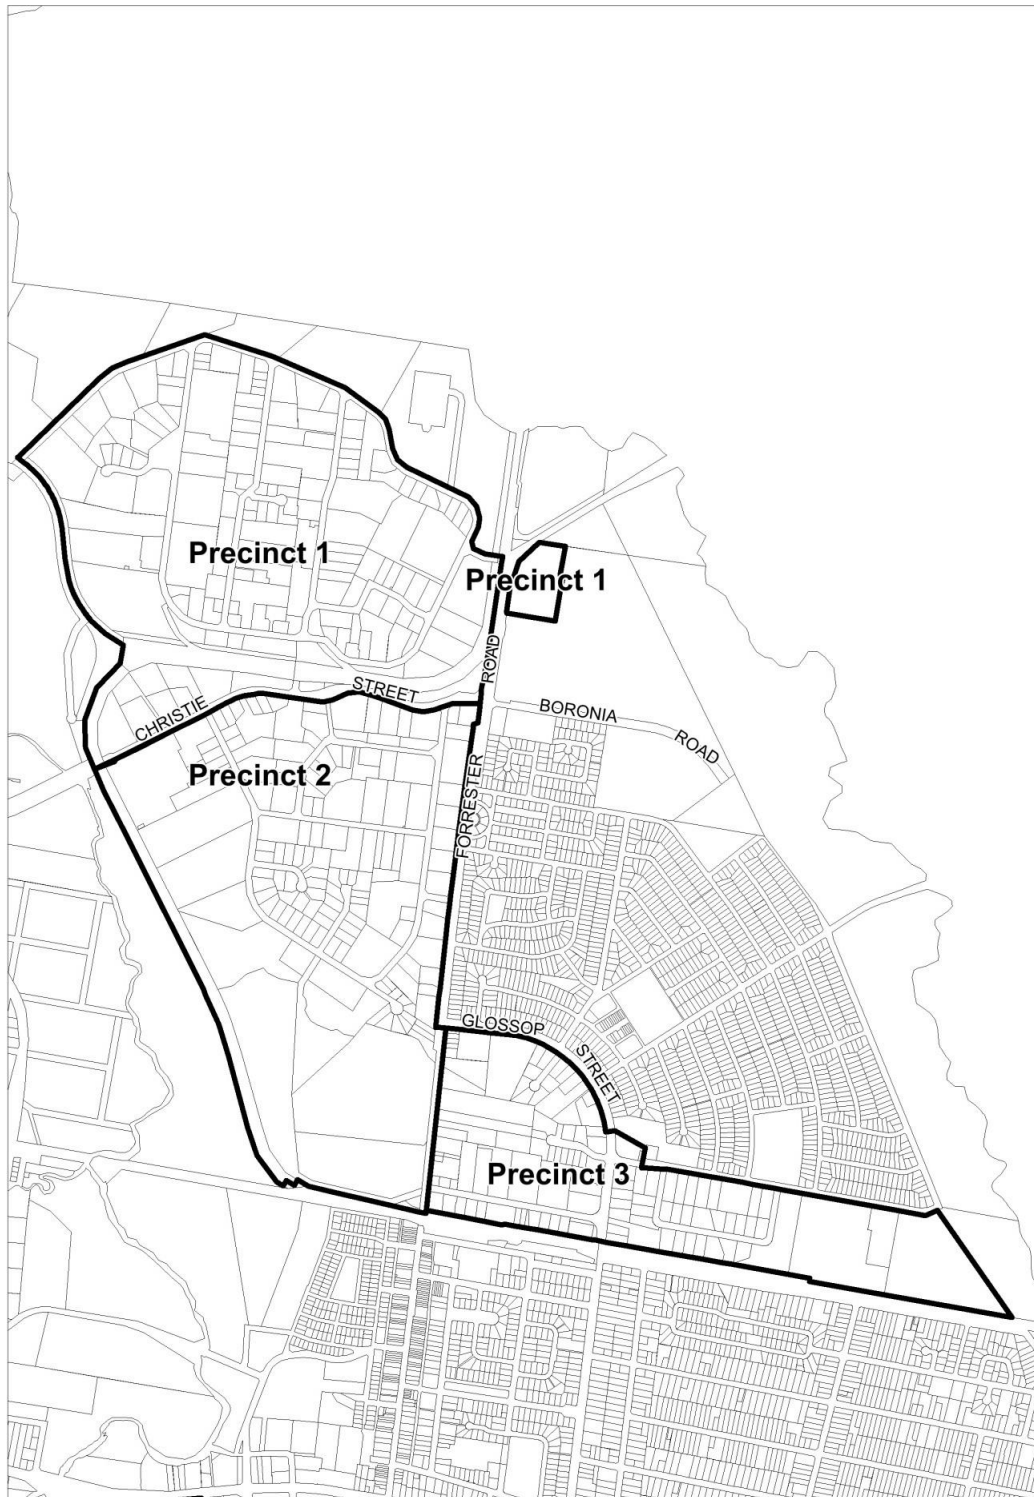 Precinct 1
Precinct 1
ROAD
STREET
CHRISTIE
BORONIA
ROAD
Precinct 2
FORRESTER
GLOSSOP
STREET
Precinct 3